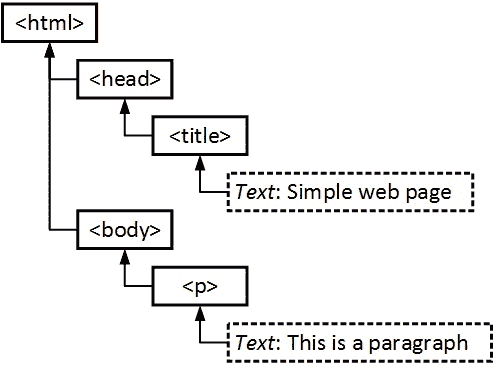 <html>
<head>
<title>
Text: Simple web page
<body>
<p>
Text: This is a paragraph